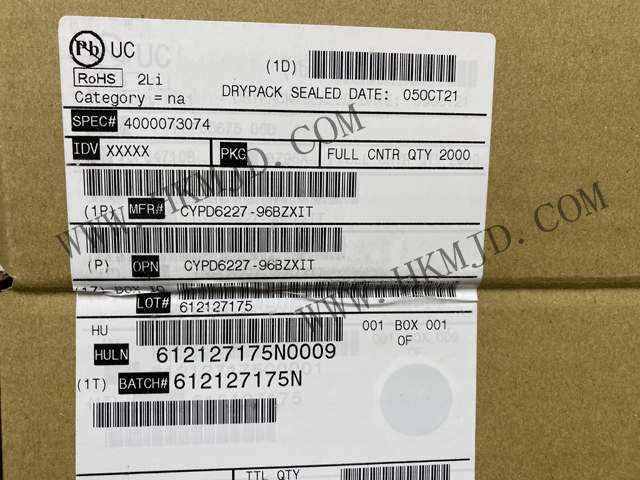 Pb UC
RoHS 2Li
(1D)
Category = na
DRYPACK SEALED DATE: 05OCT21
SPEC# 4000073074
IDV XXXXX PKG FULL CNTR QTY 2000
(1P) MFR# CYPD6227-96BZXIT
(P) OPN CYPD6227-96BZXIT
LOT# 612127175
HU
001 BOX 001
OF
HULN 612127175N0009
(1T) BATCH# 612127175N
TTL QTY
WWW.HKMJD.COM
WWW.HKMJD.COM